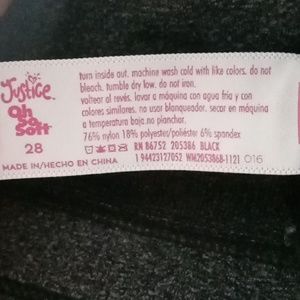 Justice
oh so soft
28
MADE IN/HECHO EN CHINA
turn inside out. machine wash cold with like colors. do not
bleach. tumble dry low. do not iron.
voltear al revés. lavar a máquina con agua fría y con
colores similares. no usar blanqueador. secar en máquina
a temperatura baja.no planchar.
76% nylon 18% polyestes/poliéster 6% spandex
RN 86752 205386 BLACK
1 94423127052 WM205386B-1121 016